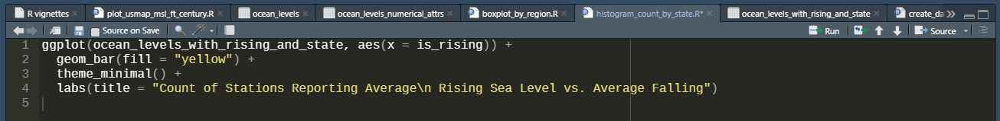 R vignettes × plot_usmap_msl_ft_century.R × ocean_levels × ocean_levels_numerical_attrs × boxplot_by_region.R × histogram_count_by_state.R* × ocean_levels_with_rising_and_state × create_da »
Source on Save Run Source
1 ggplot(ocean_levels_with_rising_and_state, aes(x = is_rising)) +
2 geom_bar(fill = "yellow") +
3 theme_minimal() +
4 labs(title = "Count of Stations Reporting Average\n Rising Sea Level vs. Average Falling")
5